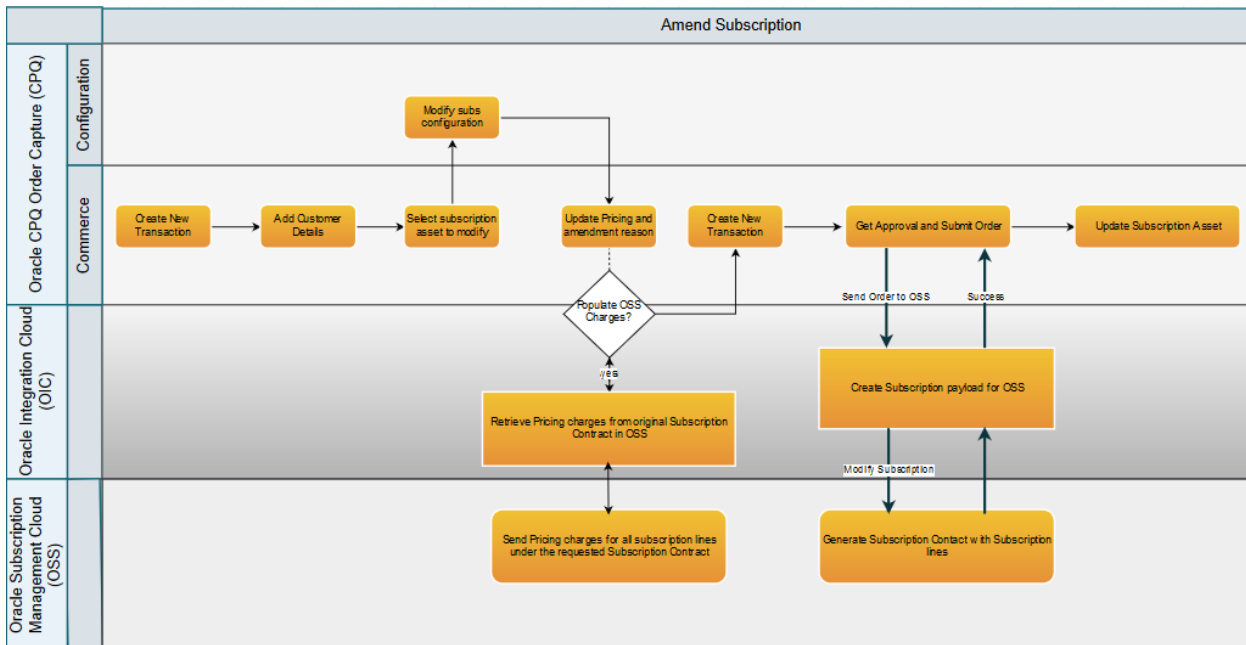 Amend Subscription
Oracle CPQ Order Capture (CPQ)
Configuration
Modify subs
configuration
Commerce
Create New
Transaction
Add Customer
Details
Select subscription
asset to modify
Update Pricing and
amendment reason
Create New
Transaction
Get Approval and Submit Order
Update Subscription Asset
Populate OSS
Charges?
Send Order to OSS
Success
Oracle Integration Cloud
(OIC)
yes
Retrieve Pricing charges from original Subscription
Contract in OSS
Create Subscription payload for OSS
Modify Subscription
Oracle Subscription
Management Cloud
(OSS)
Send Pricing charges for all subscription lines
under the requested Subscription Contract
Generate Subscription Contact with Subscription
lines